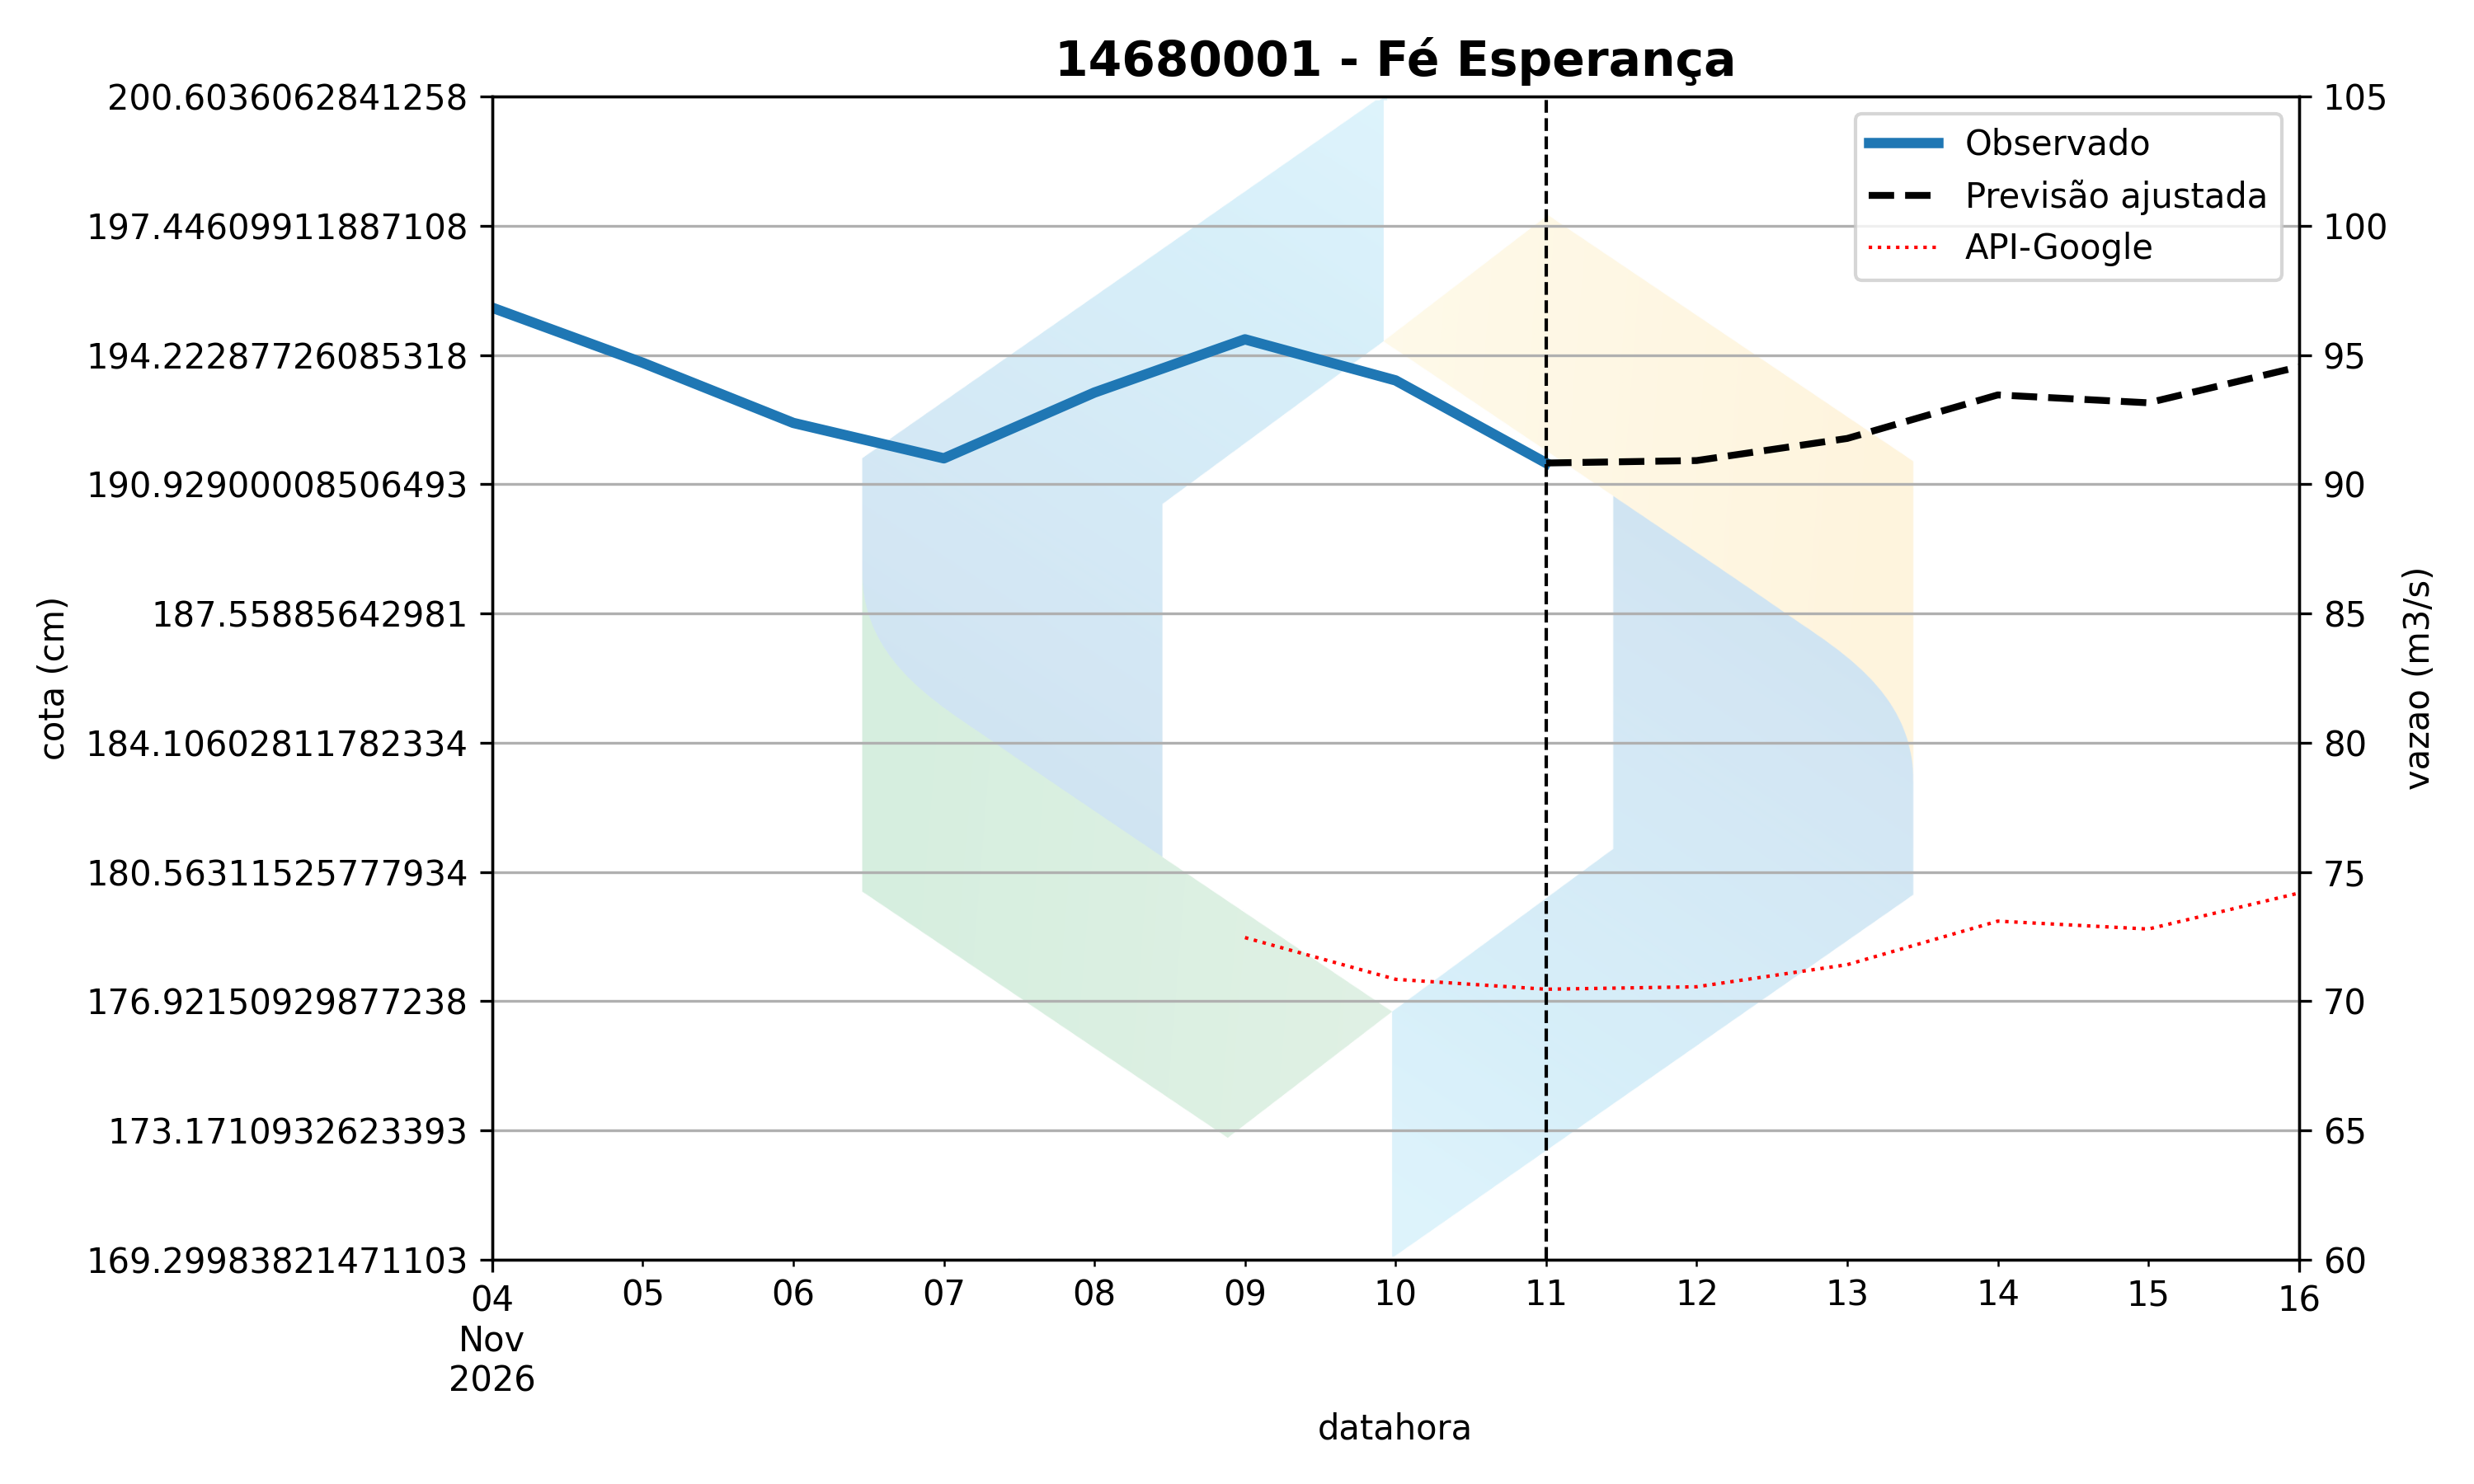 14680001 - Fé Esperança
200.6036062841258
197.44609911887108
194.22287726085318
190.92900008506493
187.55885642981
184.10602811782334
180.56311525777934
176.92150929877238
173.1710932623393
169.29983821471103
cota (cm)
105
100
95
90
85
80
75
70
65
60
vazao (m3/s)
Observado
Previsão ajustada
API-Google
04 05 06 07 08 09 10 11 12 13 14 15 16
Nov
2026
datahora